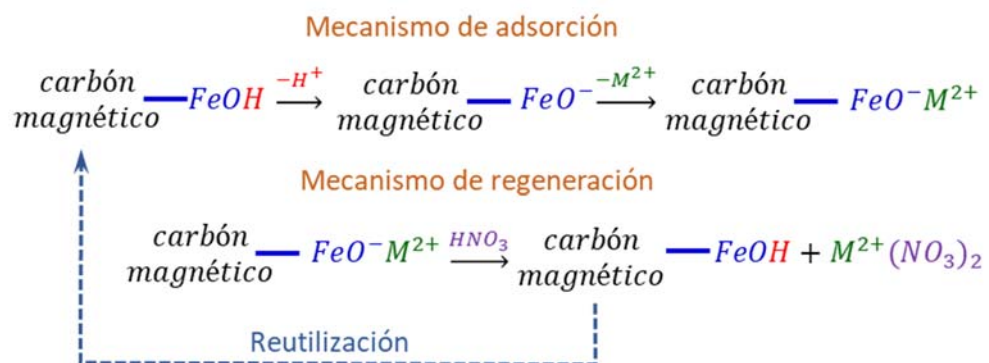 Mecanismo de adsorción
carbón magnético — FeOH −H⁺ → carbón magnético — FeO⁻ −M²⁺ → carbón magnético — FeO⁻M²⁺
Mecanismo de regeneración
carbón magnético — FeO⁻M²⁺ HNO₃ → carbón magnético — FeOH + M²⁺(NO₃)₂
Reutilización